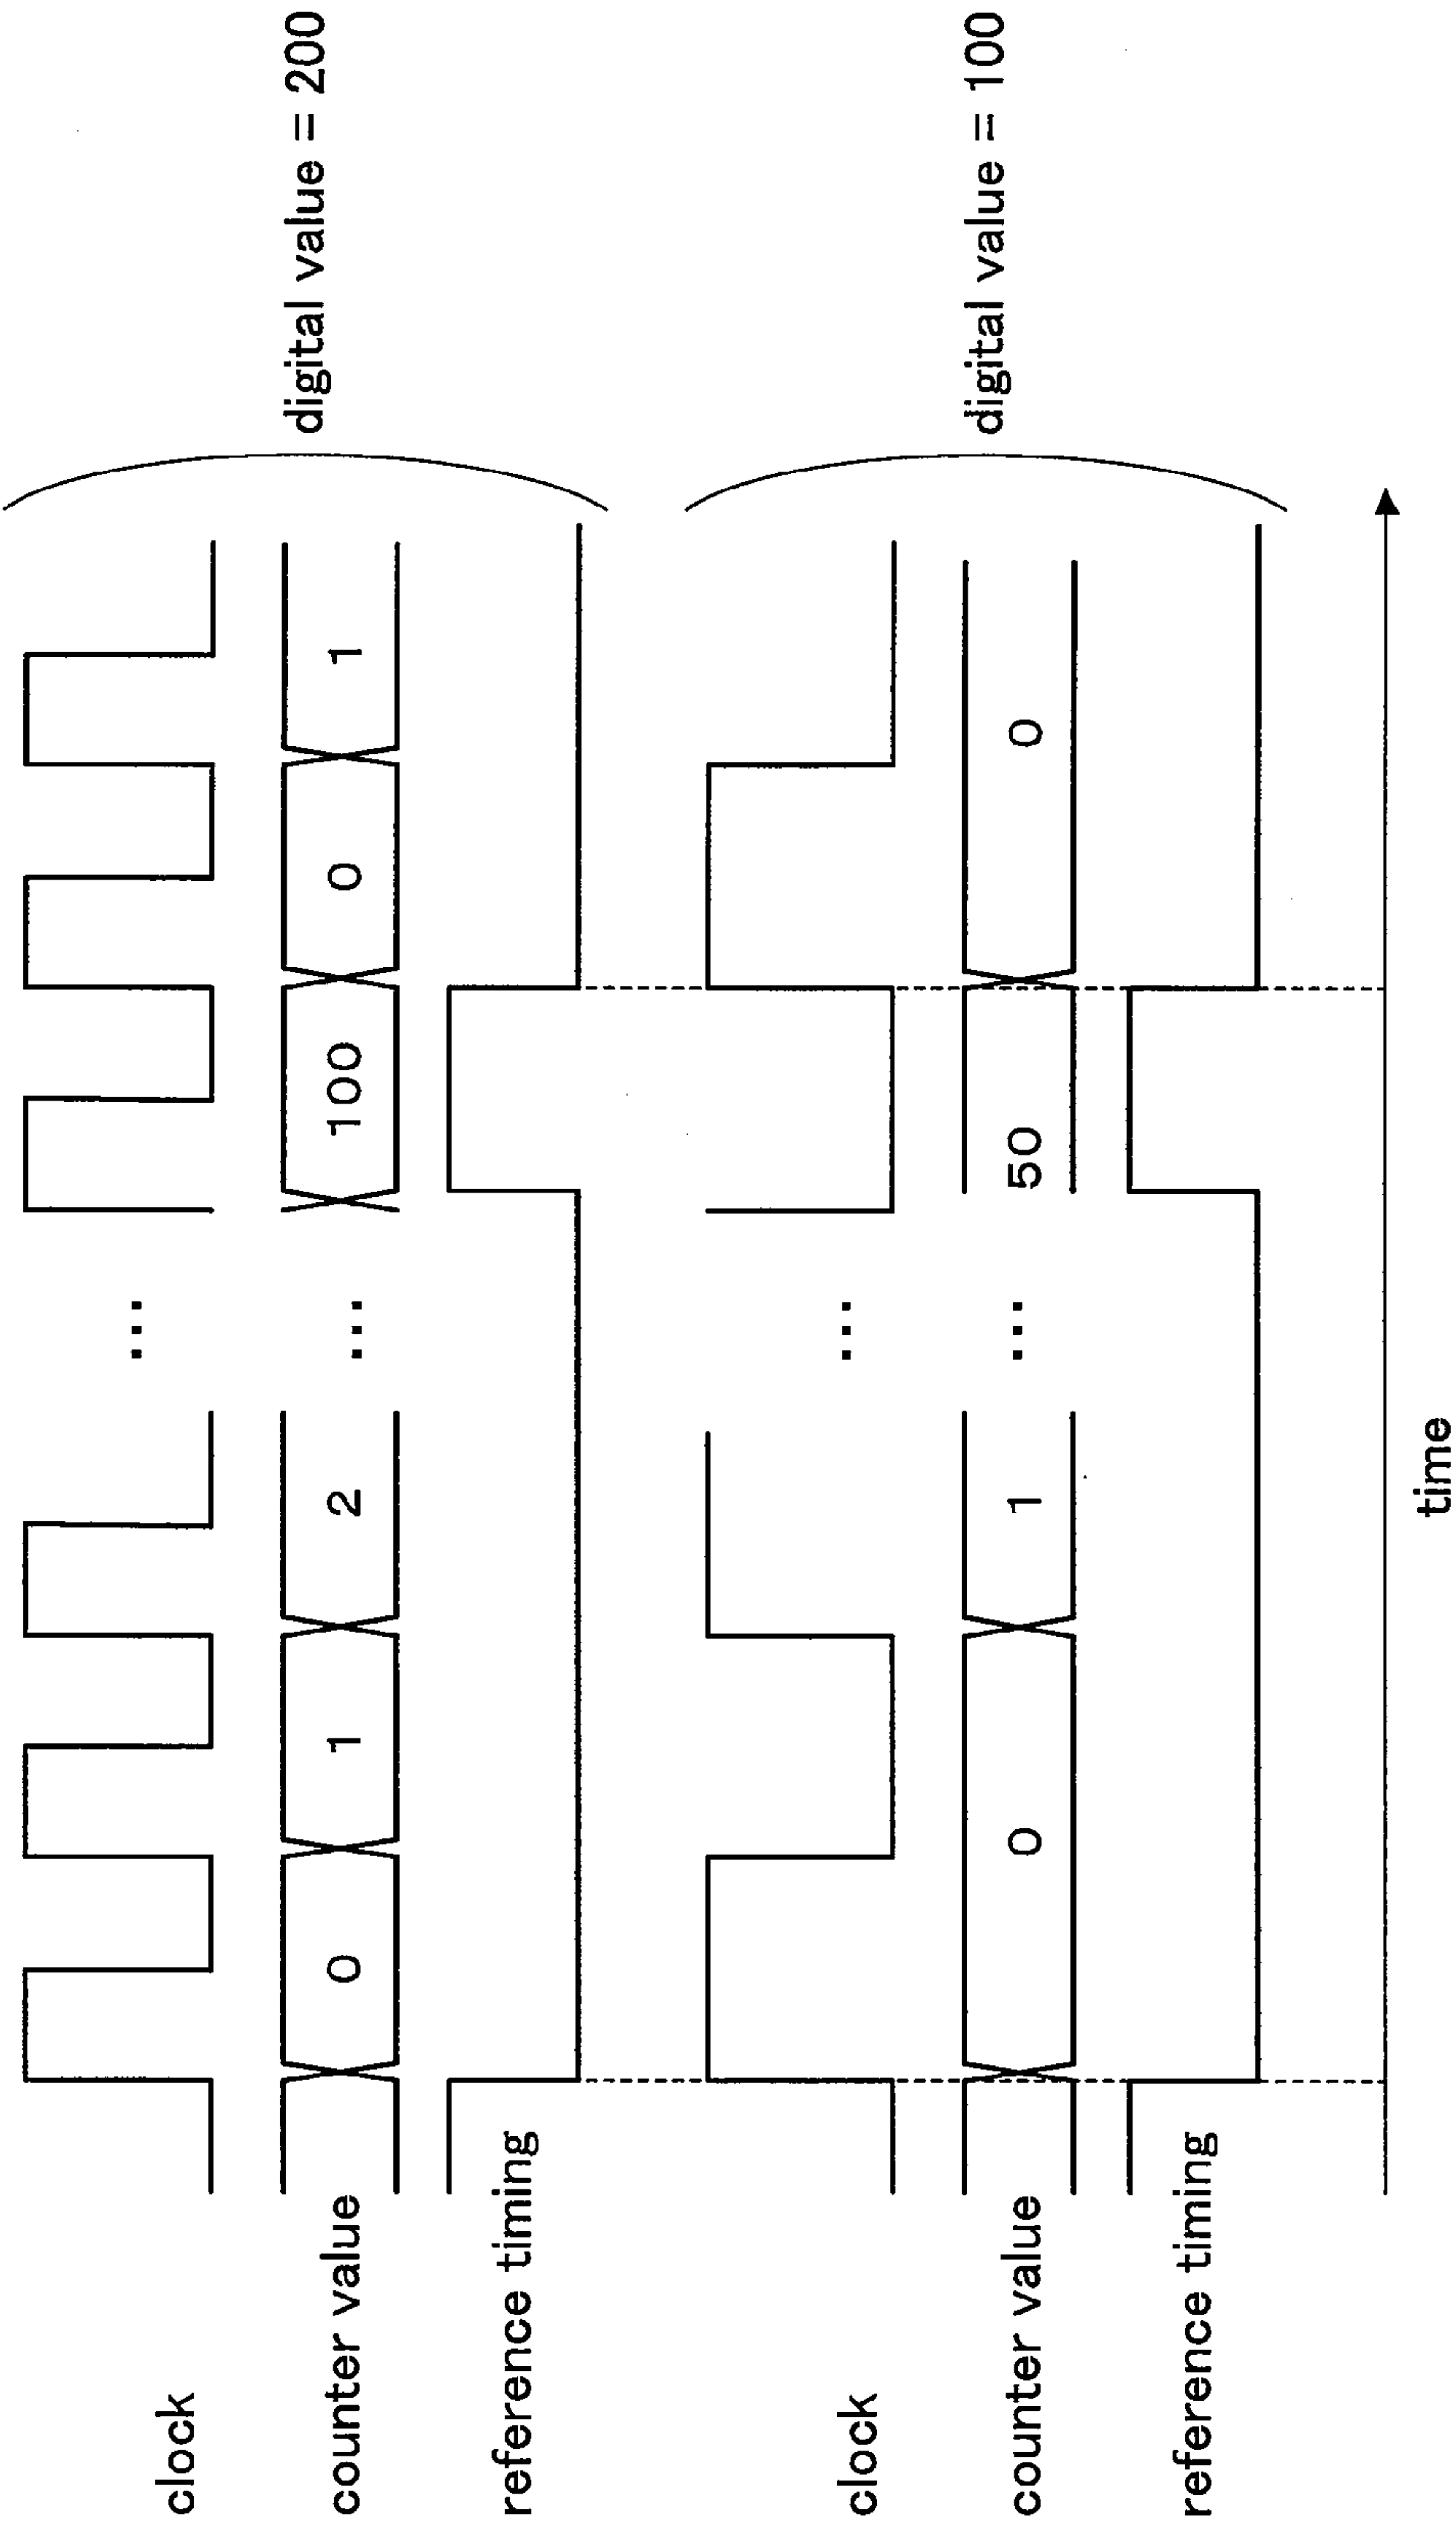 clock
...
counter value
0 1 2 ... 100 0 1
reference timing
digital value = 200
clock
...
counter value
0 1 ... 50 0
reference timing
digital value = 100
time